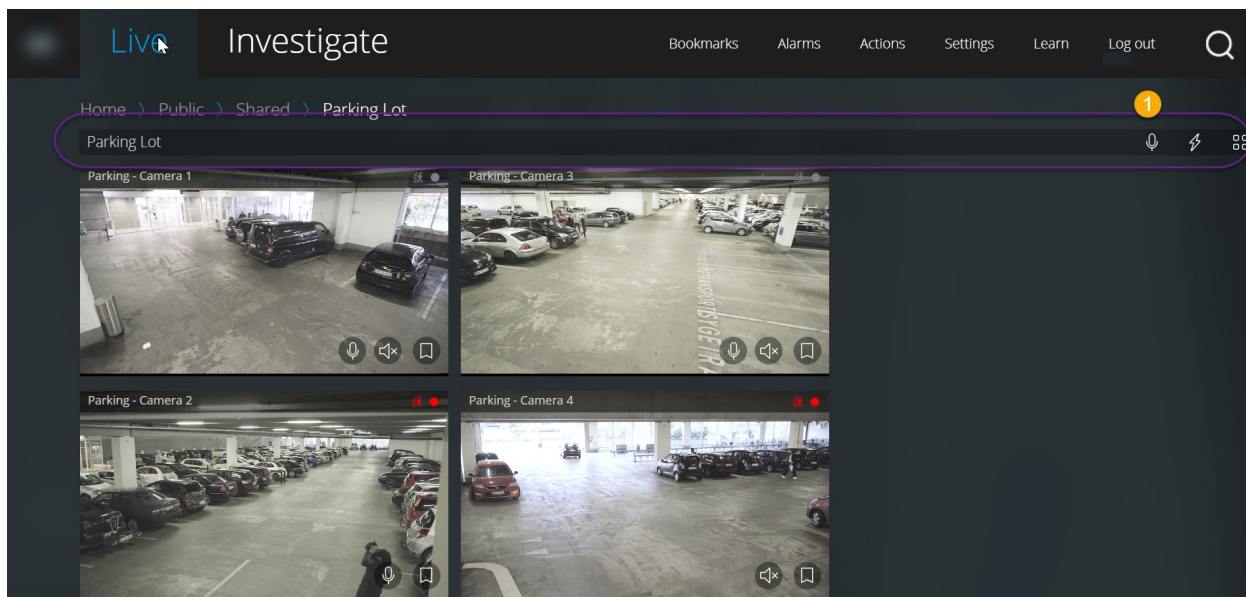 Live Investigate Bookmarks Alarms Actions Settings Learn Log out
Home 〉 Public 〉 Shared 〉 Parking Lot
1
Parking Lot
Parking - Camera 1
Parking - Camera 3
Parking - Camera 2
Parking - Camera 4